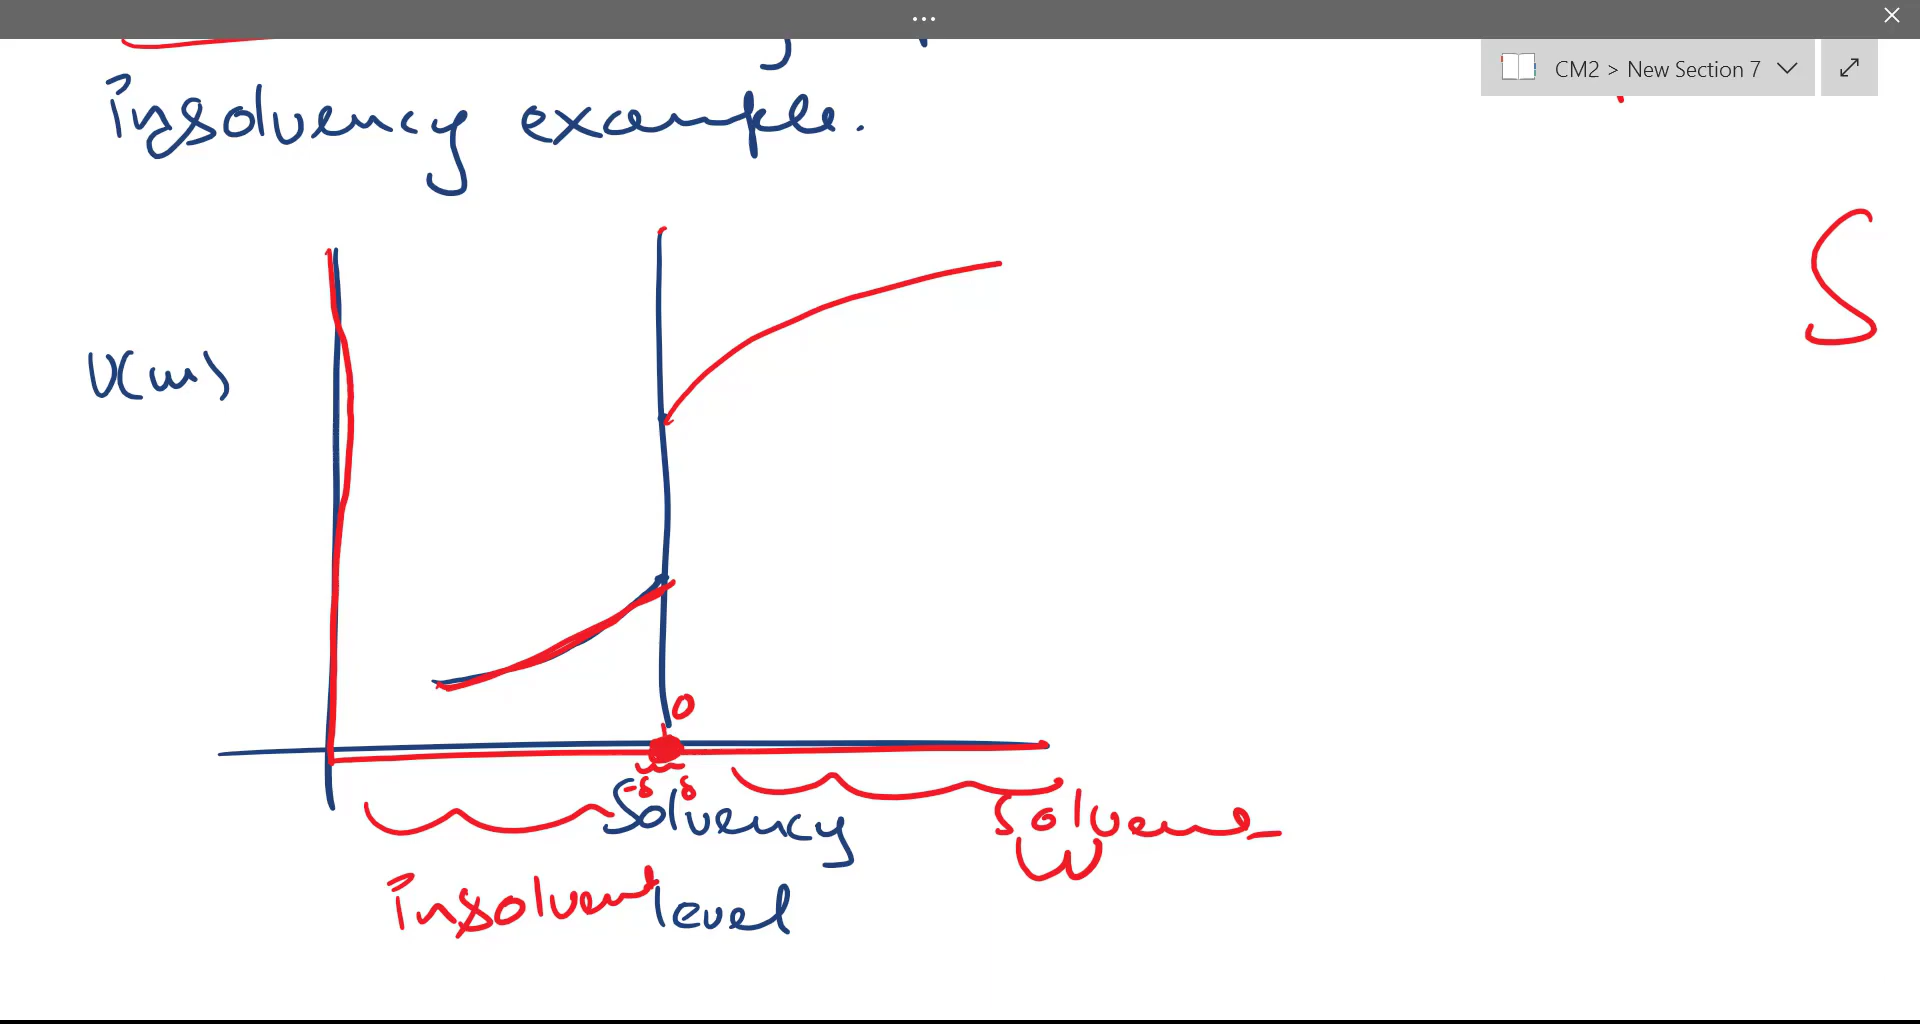 CM2 > New Section 7
insolvency example.
S
U(w)
0
-δ δ
Solvency
level
insolvent
Solvent
W